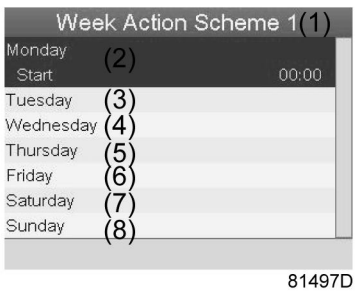 Week Action Scheme 1(1)
Monday (2)
Start 00:00
Tuesday (3)
Wednesday (4)
Thursday (5)
Friday (6)
Saturday (7)
Sunday (8)
81497D